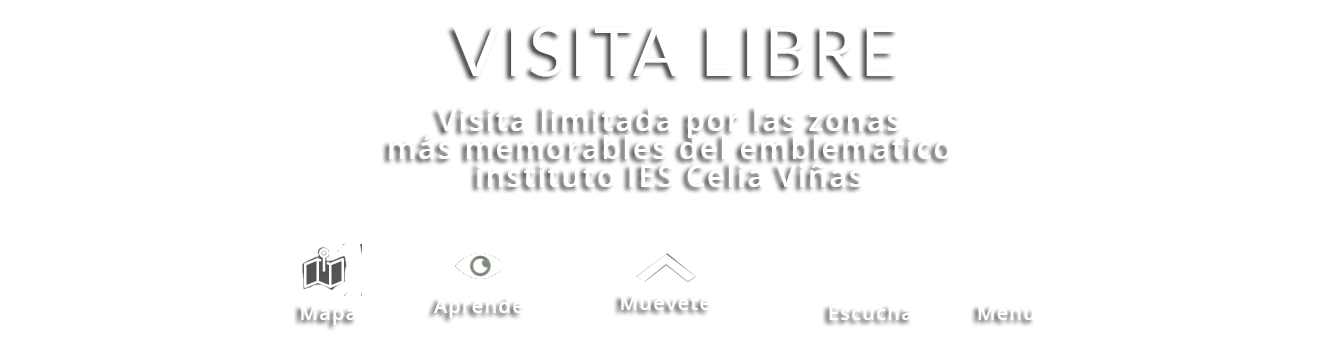 VISITA LIBRE
Visita limitada por las zonas
más memorables del emblemático
instituto IES Celia Viñas
Mapa
Aprende
Muevete
Escucha
Menu